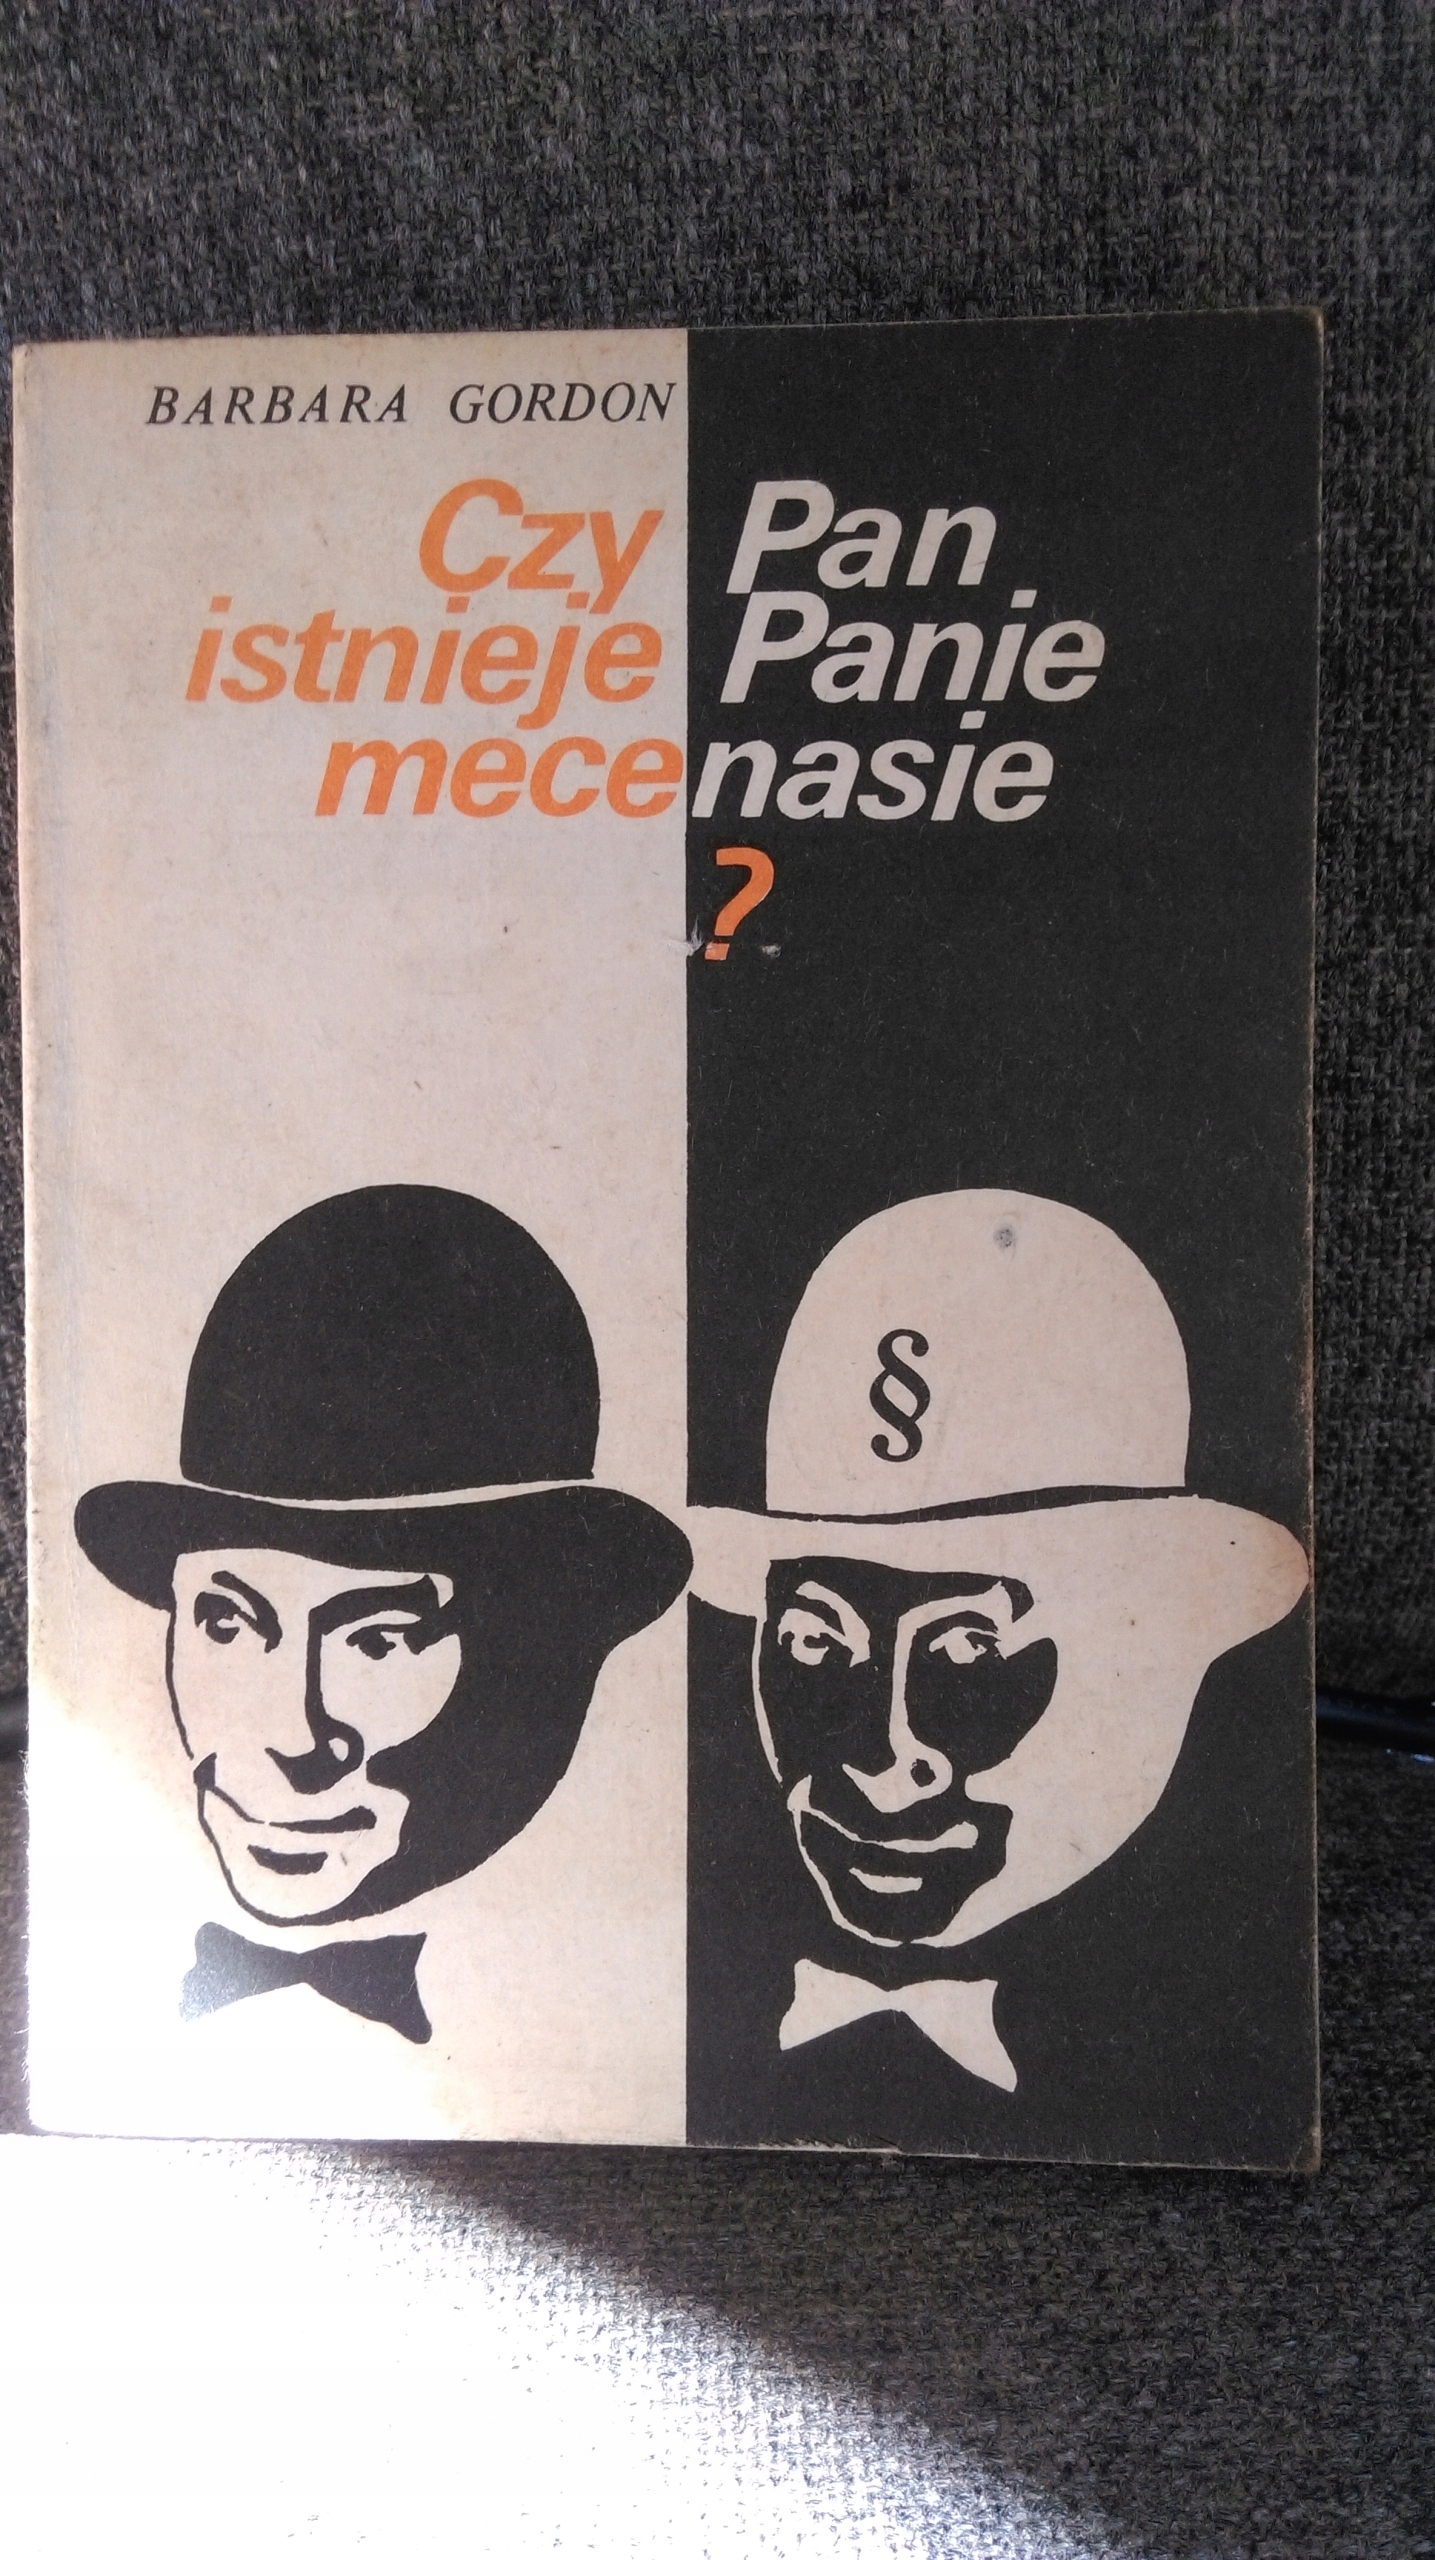 BARBARA GORDON
Czy Pan
istnieje Panie
mecenasie
?
§